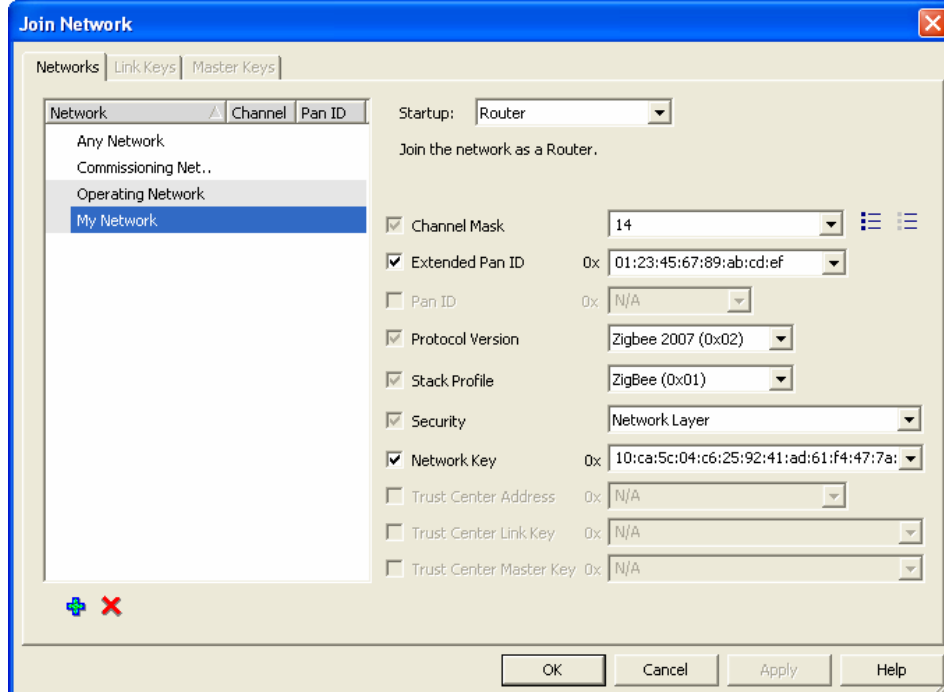 Join Network
Networks Link Keys Master Keys
Network Channel Pan ID
Any Network
Commissioning Net..
Operating Network
My Network
Startup: Router
Join the network as a Router.
Channel Mask 14
Extended Pan ID 0x 01:23:45:67:89:ab:cd:ef
Pan ID 0x N/A
Protocol Version Zigbee 2007 (0x02)
Stack Profile ZigBee (0x01)
Security Network Layer
Network Key 0x 10:ca:5c:04:c6:25:92:41:ad:61:f4:47:7a:
Trust Center Address 0x N/A
Trust Center Link Key 0x N/A
Trust Center Master Key 0x N/A
OK Cancel Apply Help